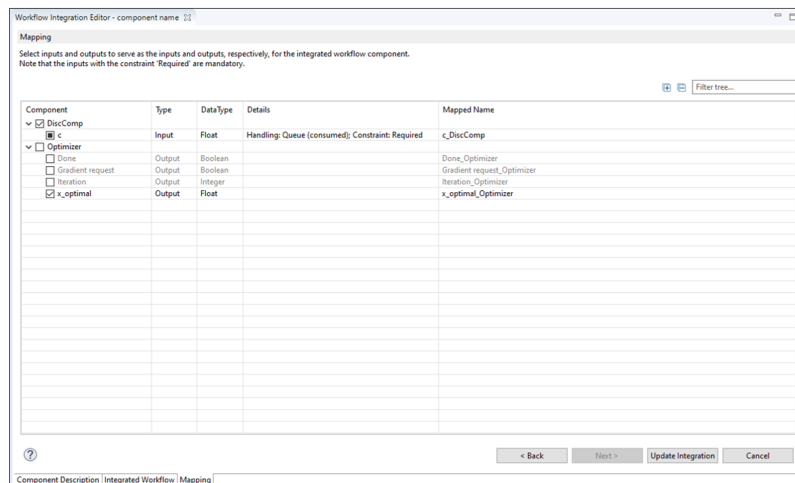 Workflow Integration Editor - component name
Mapping
Select inputs and outputs to serve as the inputs and outputs, respectively, for the integrated workflow component.
Note that the inputs with the constraint 'Required' are mandatory.
Filter tree...
Component Type DataType Details Mapped Name
DiscComp
c Input Float Handling: Queue (consumed); Constraint: Required c_DiscComp
Optimizer
Done Output Boolean Done_Optimizer
Gradient request Output Boolean Gradient request_Optimizer
Iteration Output Integer Iteration_Optimizer
x_optimal Output Float x_optimal_Optimizer
? < Back Next > Update Integration Cancel
Component Description Integrated Workflow Mapping